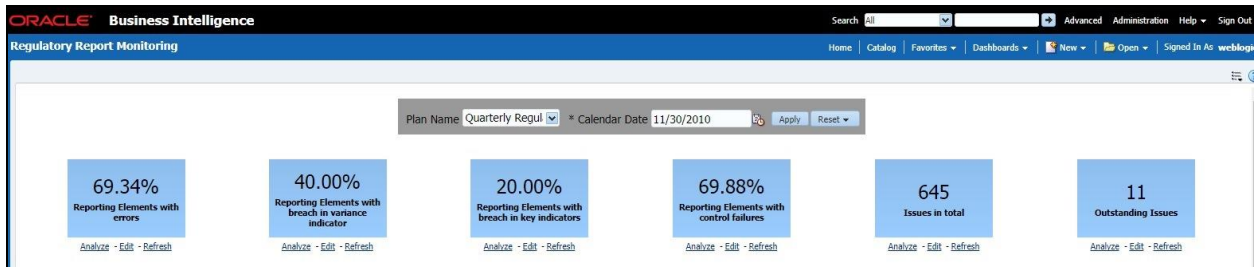 ORACLE Business Intelligence
Search All Advanced Administration Help Sign Out
Regulatory Report Monitoring
Home Catalog Favorites Dashboards New Open Signed In As weblogi
Plan Name Quarterly Regul * Calendar Date 11/30/2010 Apply Reset
69.34%
Reporting Elements with
errors
Analyze - Edit - Refresh
40.00%
Reporting Elements with
breach in variance
indicator
Analyze - Edit - Refresh
20.00%
Reporting Elements with
breach in key indicators
Analyze - Edit - Refresh
69.88%
Reporting Elements with
control failures
Analyze - Edit - Refresh
645
Issues in total
Analyze - Edit - Refresh
11
Outstanding Issues
Analyze - Edit - Refresh